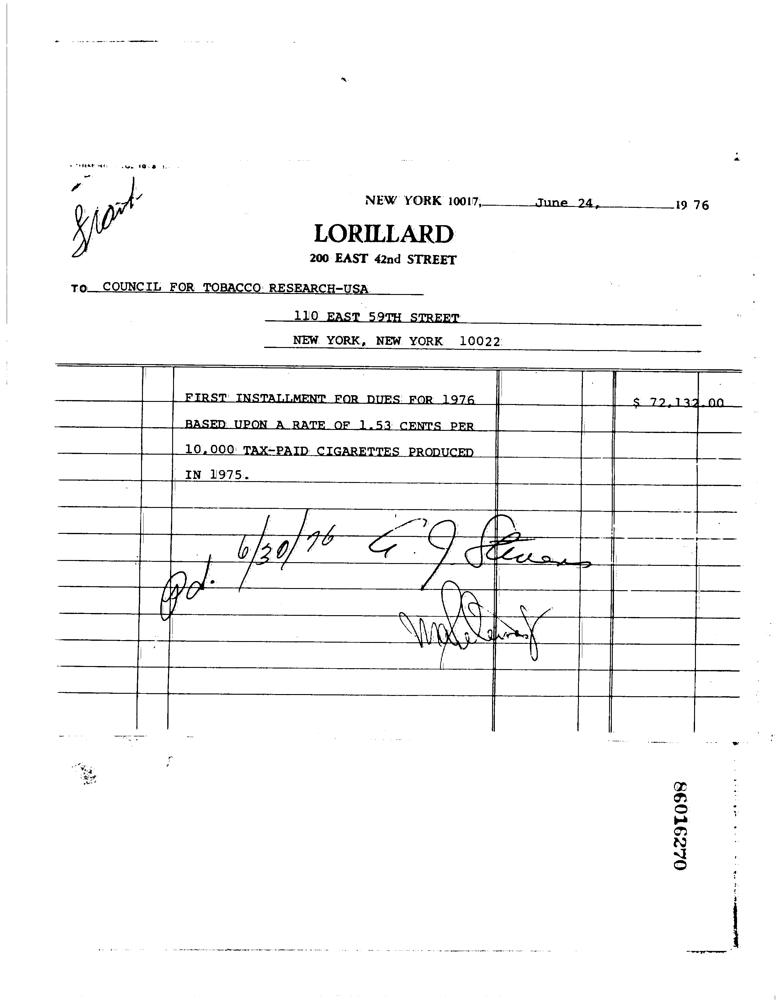 NEW YORK 10017, June 24, 19 76
LORILLARD
200 EAST 42nd STREET
TO COUNCIL FOR TOBACCO RESEARCH-USA
110 EAST 59TH STREET
NEW YORK, NEW YORK 10022
FIRST INSTALLMENT FOR DUES FOR 1976 $ 72,132.00
BASED UPON A RATE OF 1.53 CENTS PER
10,000 TAX-PAID CIGARETTES PRODUCED
IN 1975.
Pd. 6/30/76 G. J. Stevens
86016270